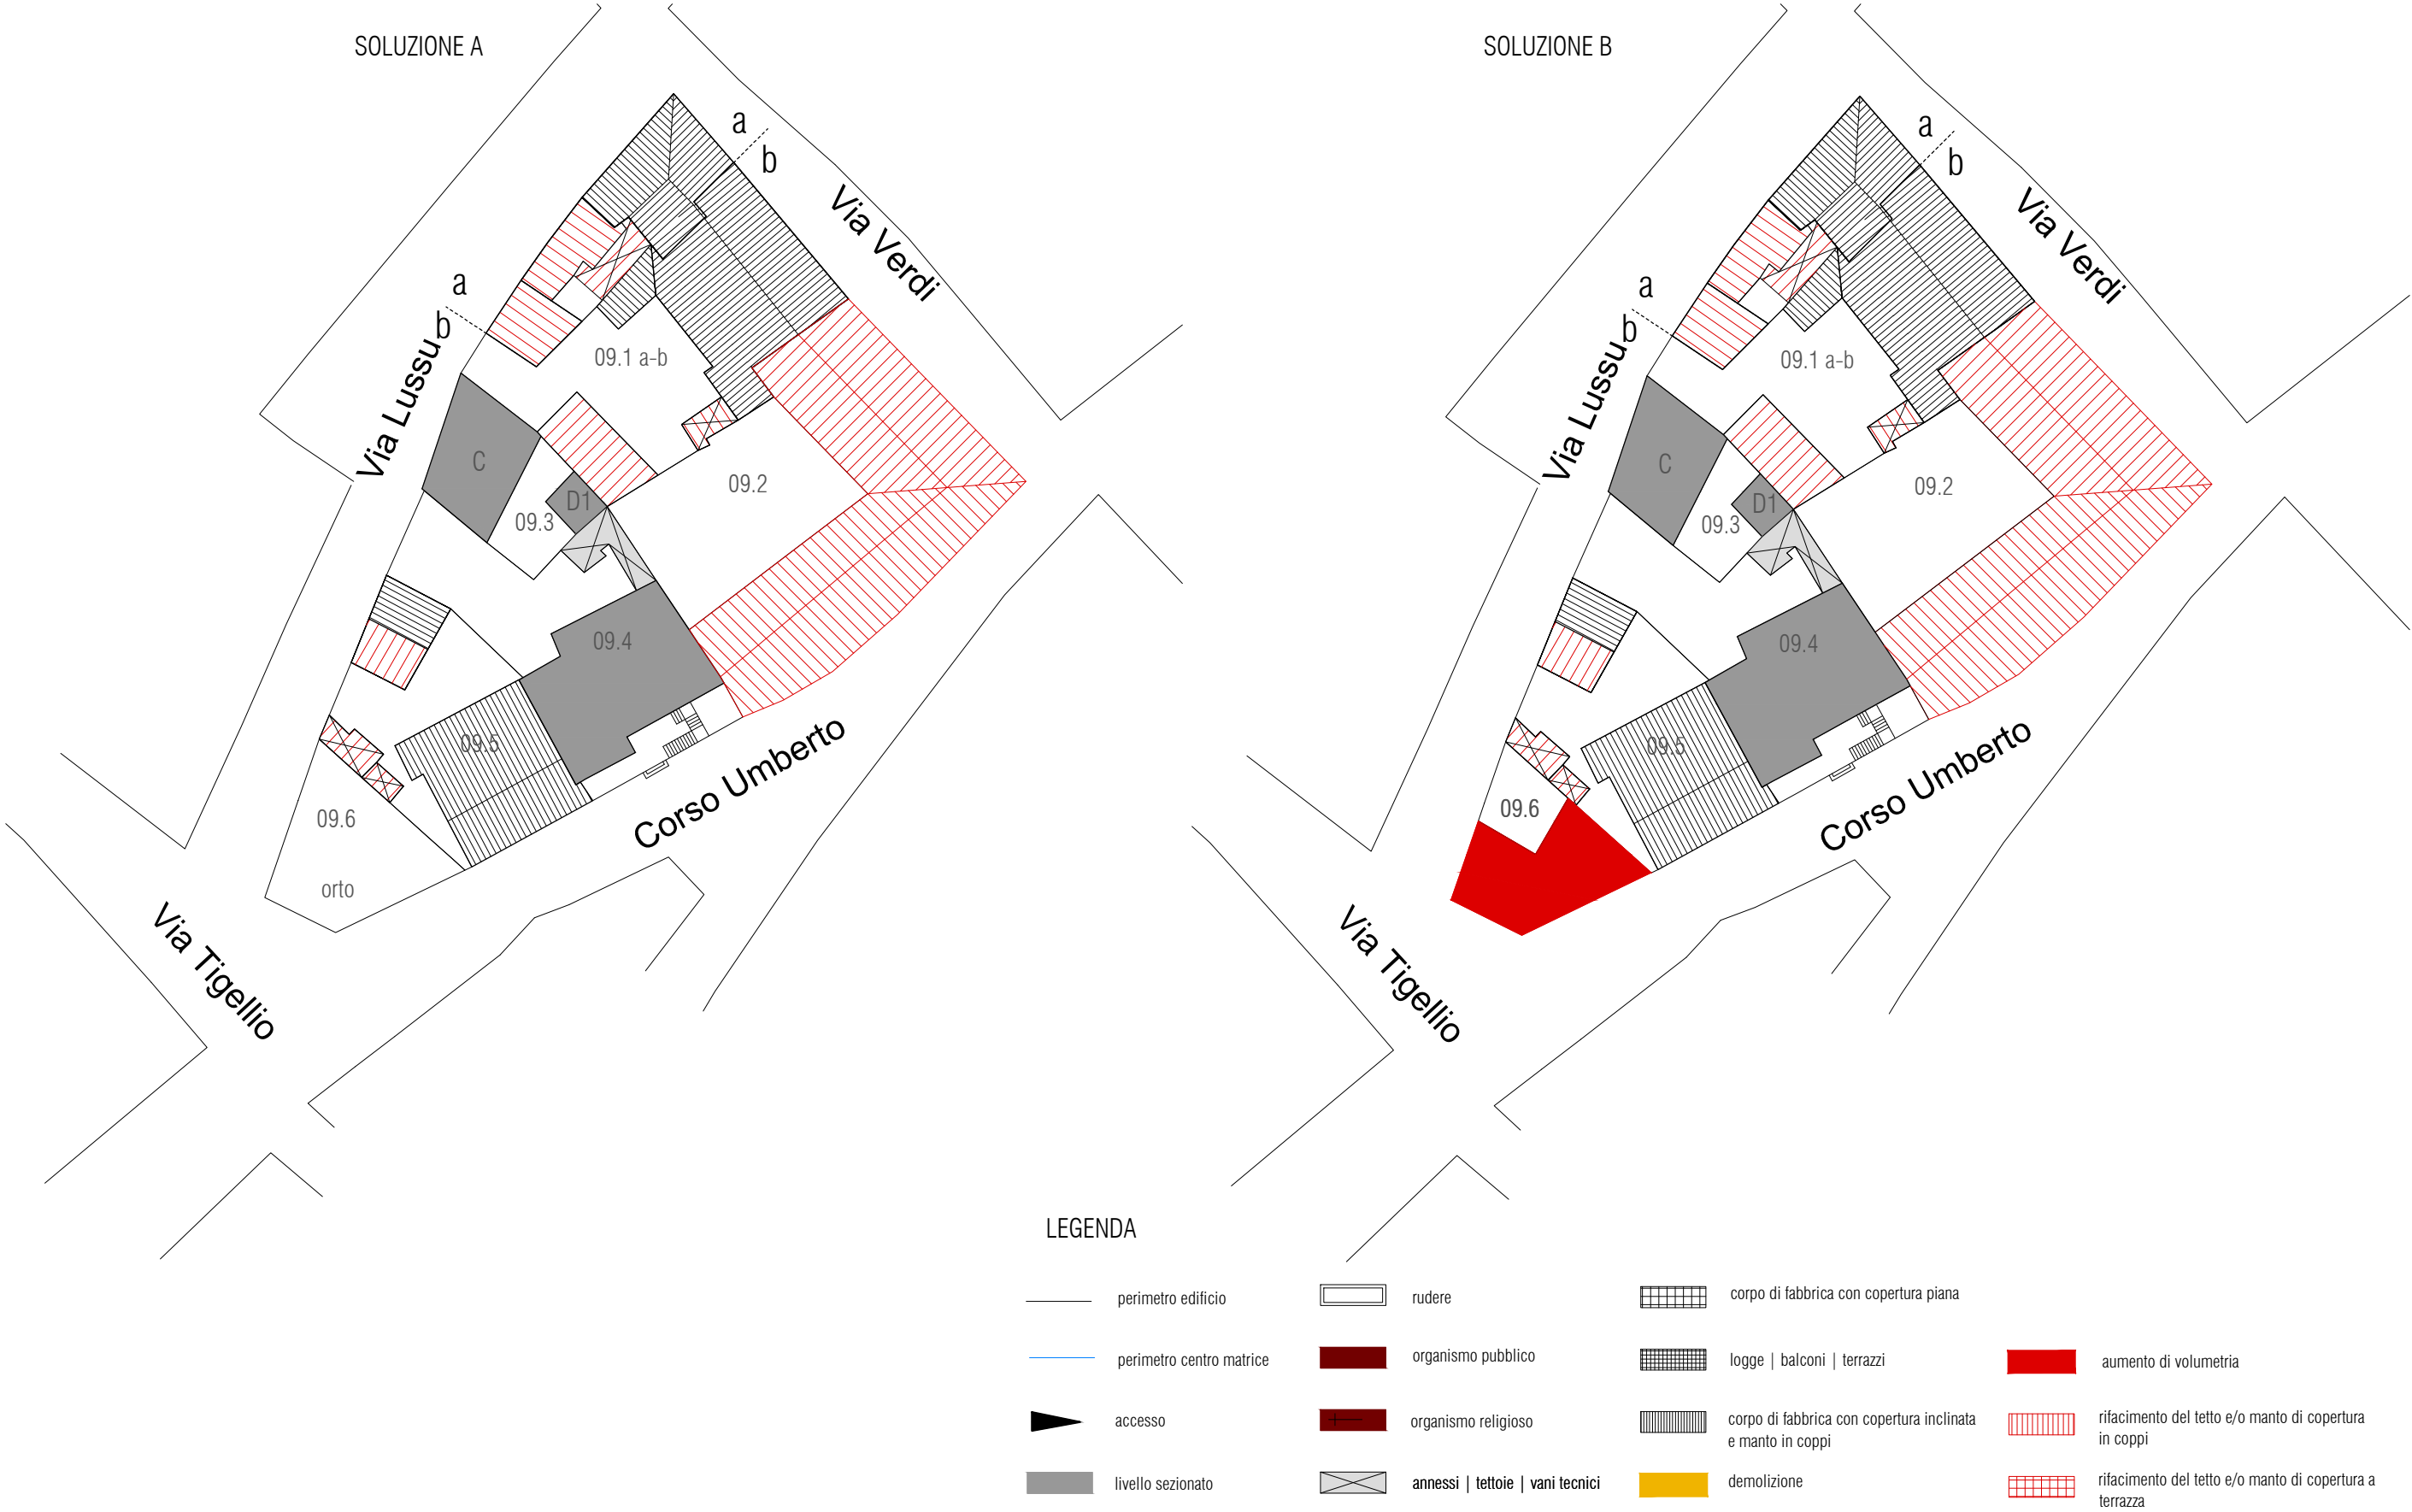 SOLUZIONE A
a
b
Via Verdi
a
b
Via Lussu
09.1 a-b
C
D1
09.3
09.2
09.4
09.5
09.6
orto
Corso Umberto
Via Tigellio
SOLUZIONE B
a
b
Via Verdi
a
b
Via Lussu
09.1 a-b
C
D1
09.3
09.2
09.4
09.5
09.6
Corso Umberto
Via Tigellio
LEGENDA
perimetro edificio
perimetro centro matrice
accesso
livello sezionato
rudere
organismo pubblico
organismo religioso
annessi | tettoie | vani tecnici
corpo di fabbrica con copertura piana
logge | balconi | terrazzi
corpo di fabbrica con copertura inclinata
e manto in coppi
demolizione
aumento di volumetria
rifacimento del tetto e/o manto di copertura
in coppi
rifacimento del tetto e/o manto di copertura a
terrazza